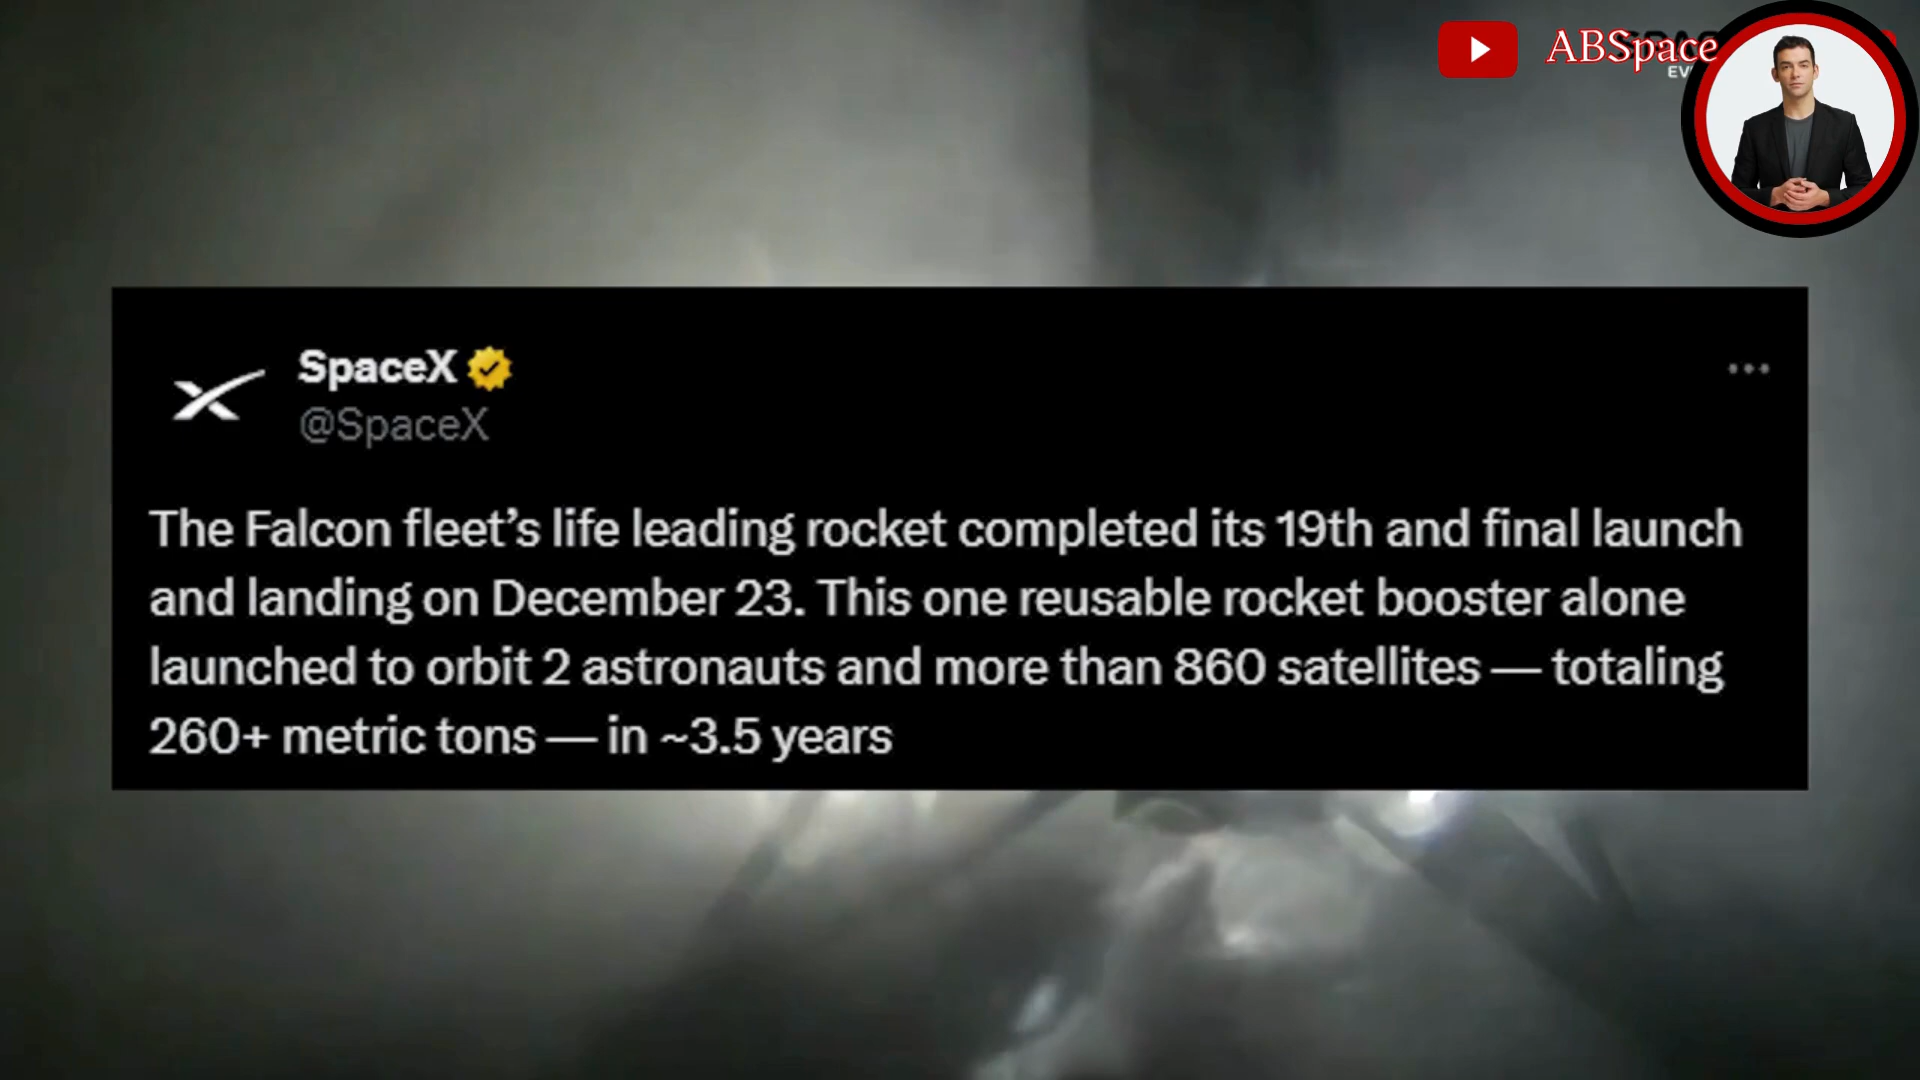 ABSpace
EV
SpaceX
@SpaceX
The Falcon fleet’s life leading rocket completed its 19th and final launch
and landing on December 23. This one reusable rocket booster alone
launched to orbit 2 astronauts and more than 860 satellites — totaling
260+ metric tons — in ~3.5 years